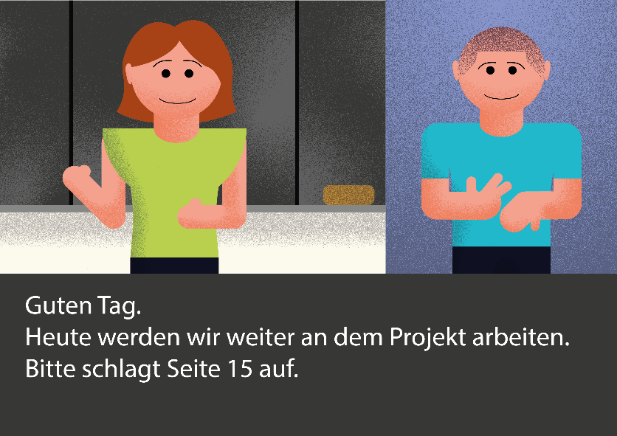 Guten Tag.
Heute werden wir weiter an dem Projekt arbeiten.
Bitte schlagt Seite 15 auf.